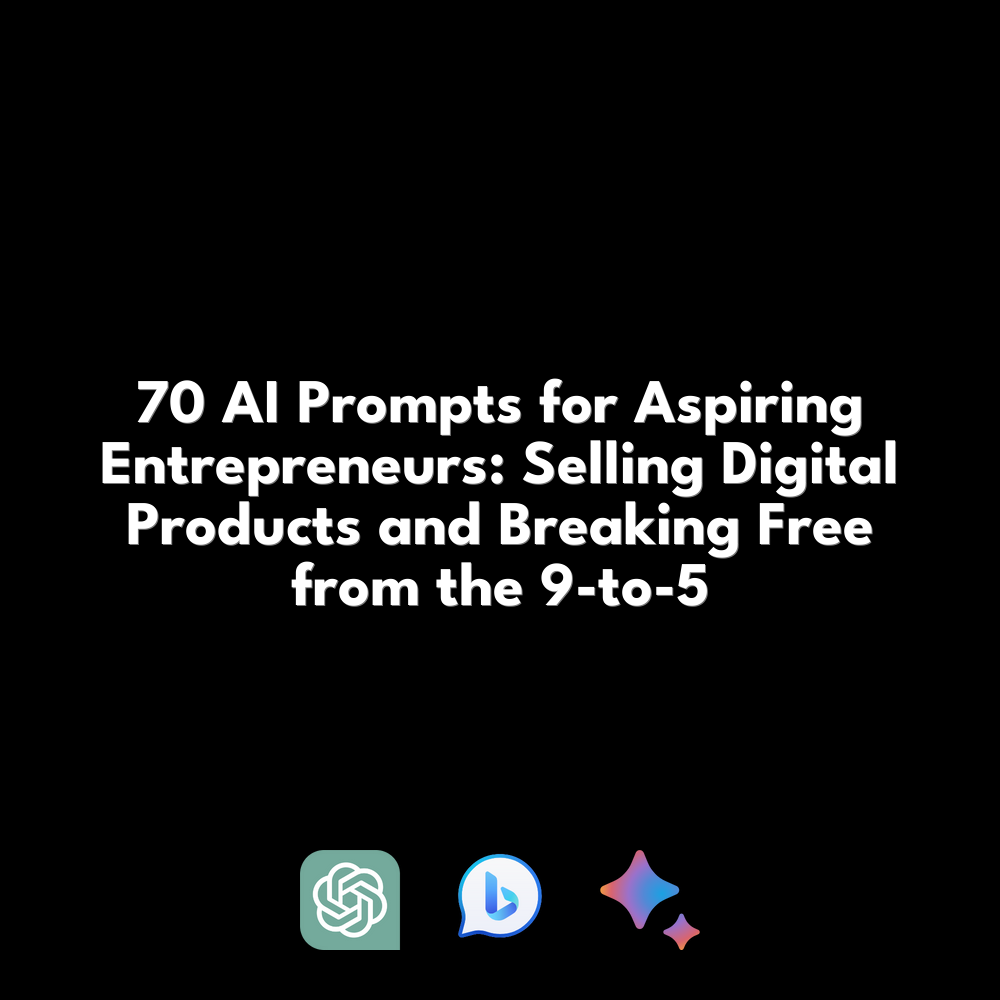 70 AI Prompts for Aspiring
Entrepreneurs: Selling Digital
Products and Breaking Free
from the 9-to-5